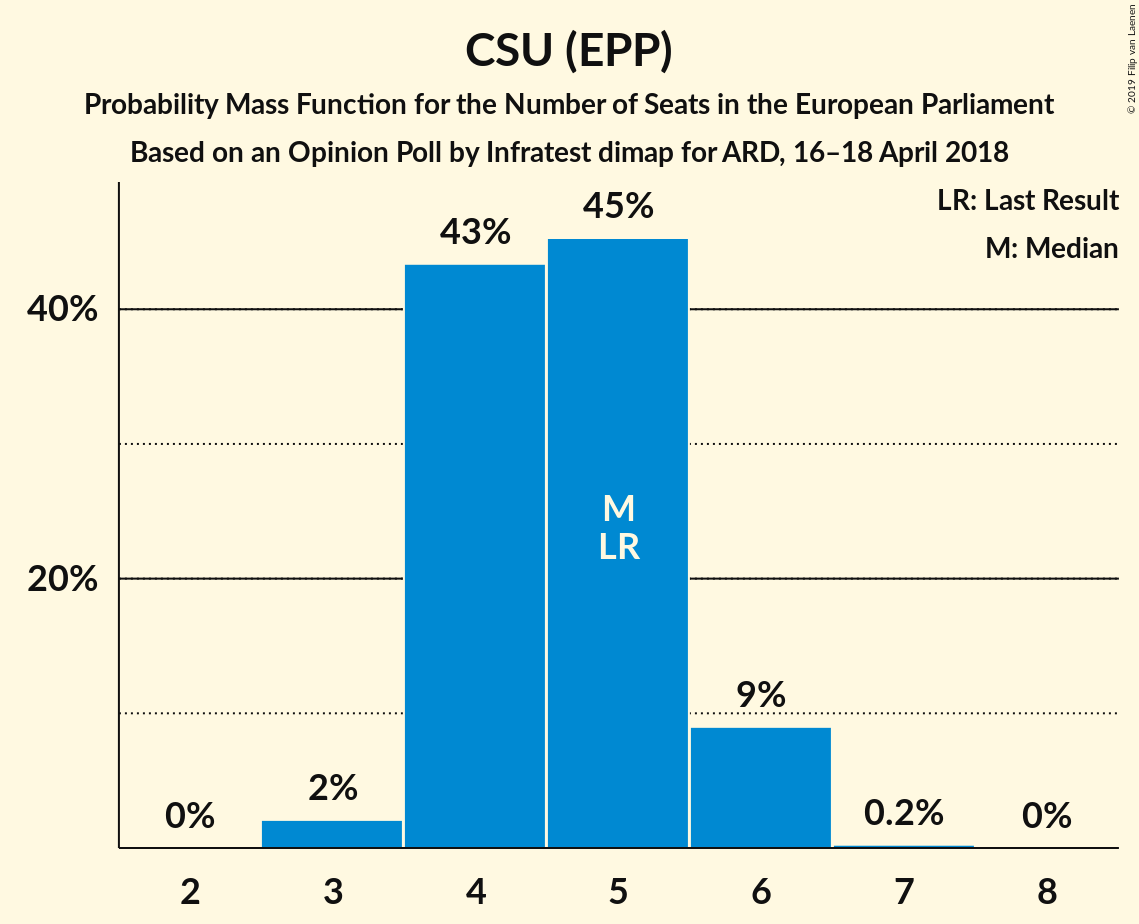 CSU (EPP)
Probability Mass Function for the Number of Seats in the European Parliament
Based on an Opinion Poll by Infratest dimap for ARD, 16–18 April 2018
© 2019 Filip van Laenen
LR: Last Result
M: Median
45%
43%
40%
M
LR
20%
9%
2%
0%
0.2%
0%
2 3 4 5 6 7 8